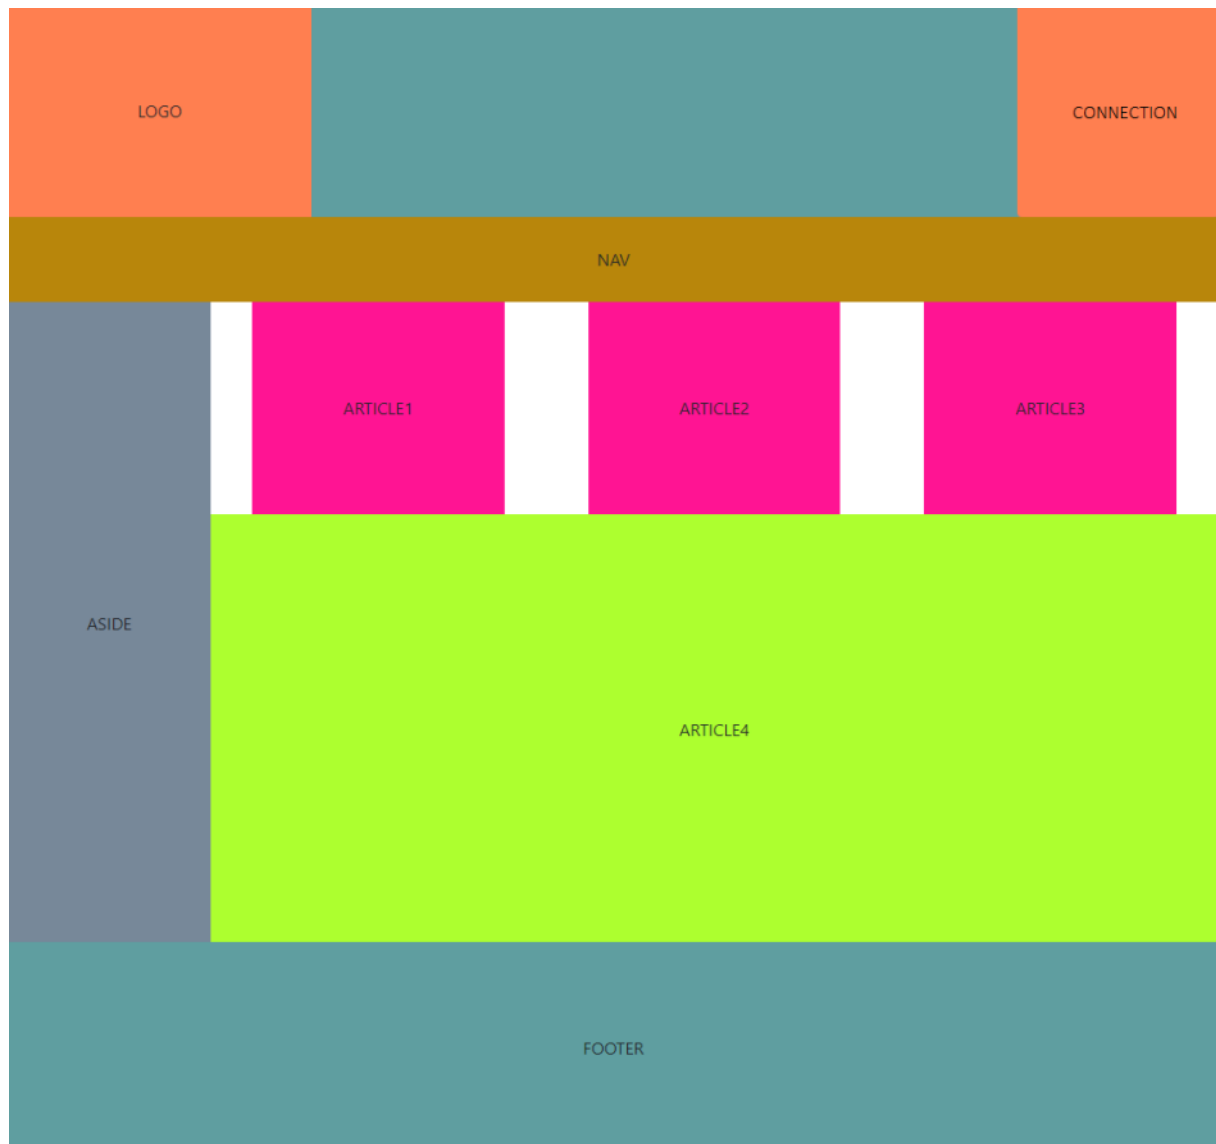 LOGO
CONNECTION
NAV
ARTICLE1
ARTICLE2
ARTICLE3
ASIDE
ARTICLE4
FOOTER